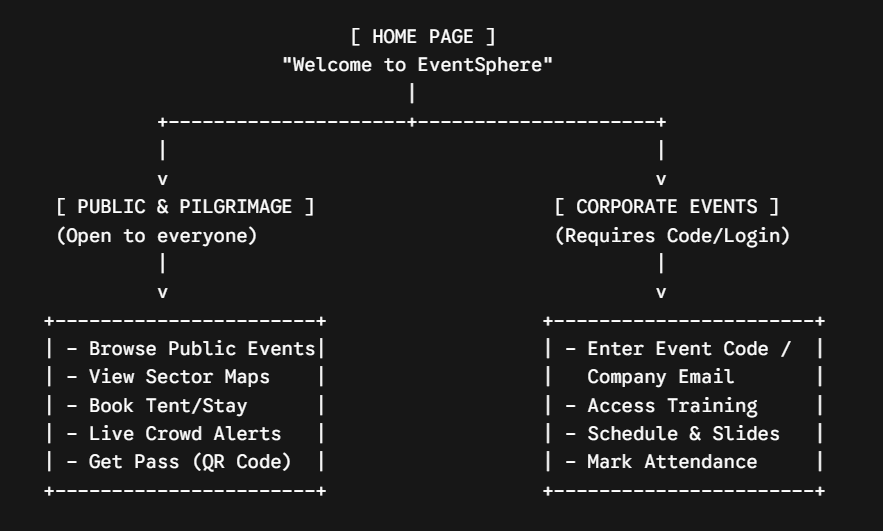 [ HOME PAGE ]
"Welcome to EventSphere"
[ PUBLIC & PILGRIMAGE ]
(Open to everyone)
- Browse Public Events
- View Sector Maps
- Book Tent/Stay
- Live Crowd Alerts
- Get Pass (QR Code)
[ CORPORATE EVENTS ]
(Requires Code/Login)
- Enter Event Code /
Company Email
- Access Training
- Schedule & Slides
- Mark Attendance